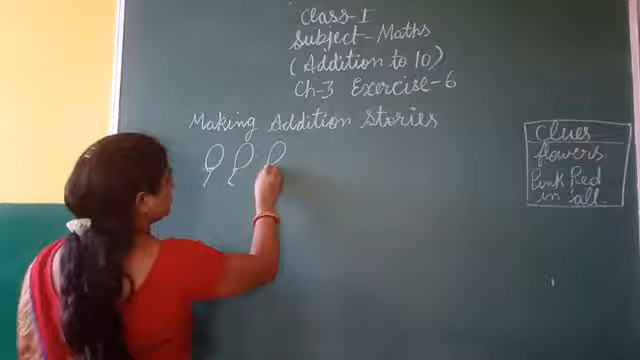 Class-I
Subject-Maths
(Addition to 10)
Ch-3 Exercise-6
Making Addition Stories
Clues
flowers
Pink Red
in all.